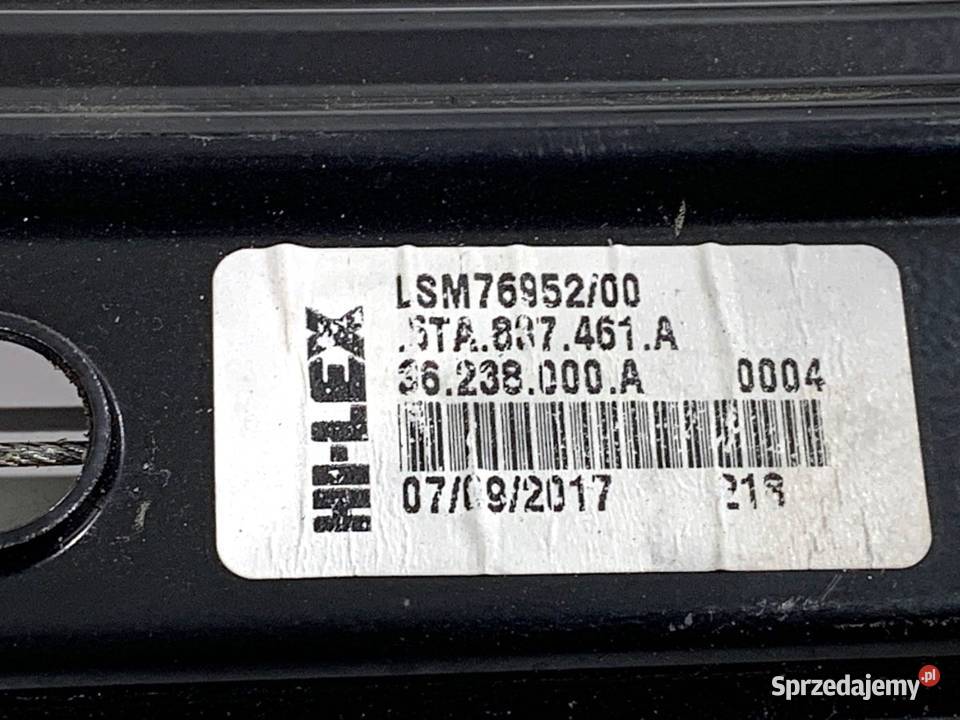 HI-LEX
LSM76952/00
.5TA.837.461.A
36.238.000.A 0004
07/09/2017 218
Sprzedajemy.pl